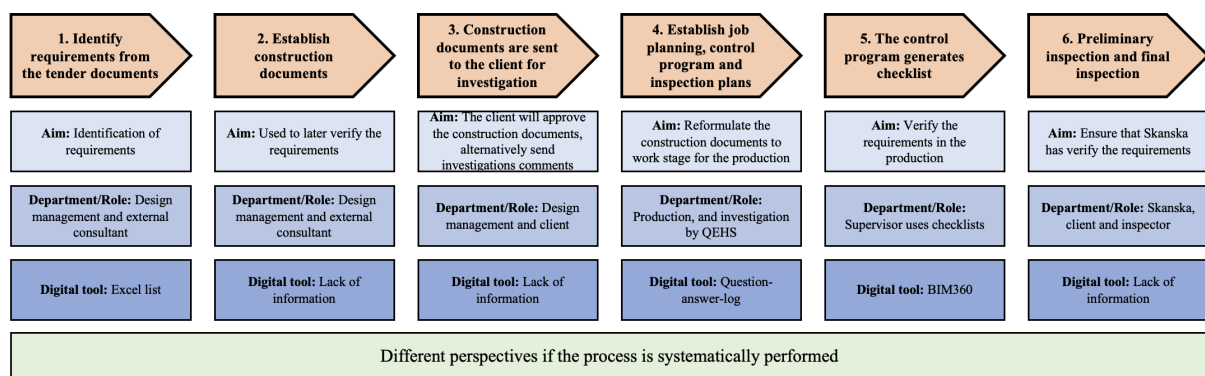 1. Identify
requirements from
the tender documents
2. Establish
construction
documents
3. Construction
documents are sent
to the client for
investigation
4. Establish job
planning, control
program and
inspection plans
5. The control
program generates
checklist
6. Preliminary
inspection and final
inspection
Aim: Identification of
requirements
Aim: Used to later verify the
requirements
Aim: The client will approve
the construction documents,
alternatively send
investigations comments
Aim: Reformulate the
construction documents to
work stage for the production
Aim: Verify the
requirements in the
production
Aim: Ensure that Skanska
has verify the requirements
Department/Role: Design
management and external
consultant
Department/Role: Design
management and external
consultant
Department/Role: Design
management and client
Department/Role:
Production, and investigation
by QEHS
Department/Role:
Supervisor uses checklists
Department/Role: Skanska,
client and inspector
Digital tool: Excel list
Digital tool: Lack of
information
Digital tool: Lack of
information
Digital tool: Question-
answer-log
Digital tool: BIM360
Digital tool: Lack of
information
Different perspectives if the process is systematically performed